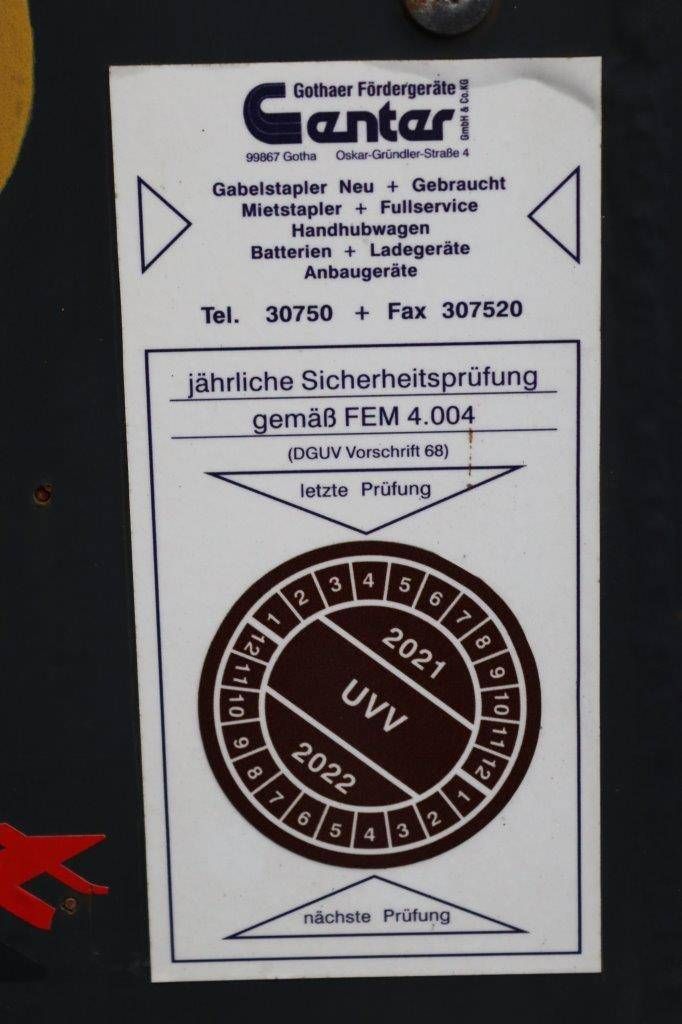 Gothaer Fördergeräte
Center
GmbH & Co.KG
99867 Gotha Oskar-Gründler-Straße 4
Gabelstapler Neu + Gebraucht
Mietstapler + Fullservice
Handhubwagen
Batterien + Ladegeräte
Anbaugeräte
Tel. 30750 + Fax 307520
jährliche Sicherheitsprüfung
gemäß FEM 4.004
(DGUV Vorschrift 68)
letzte Prüfung
1 2 3 4 5 6 7 8 9 10 11 12
2021
UVV
2022
1 2 3 4 5 6 7 8 9 10 11 12
nächste Prüfung